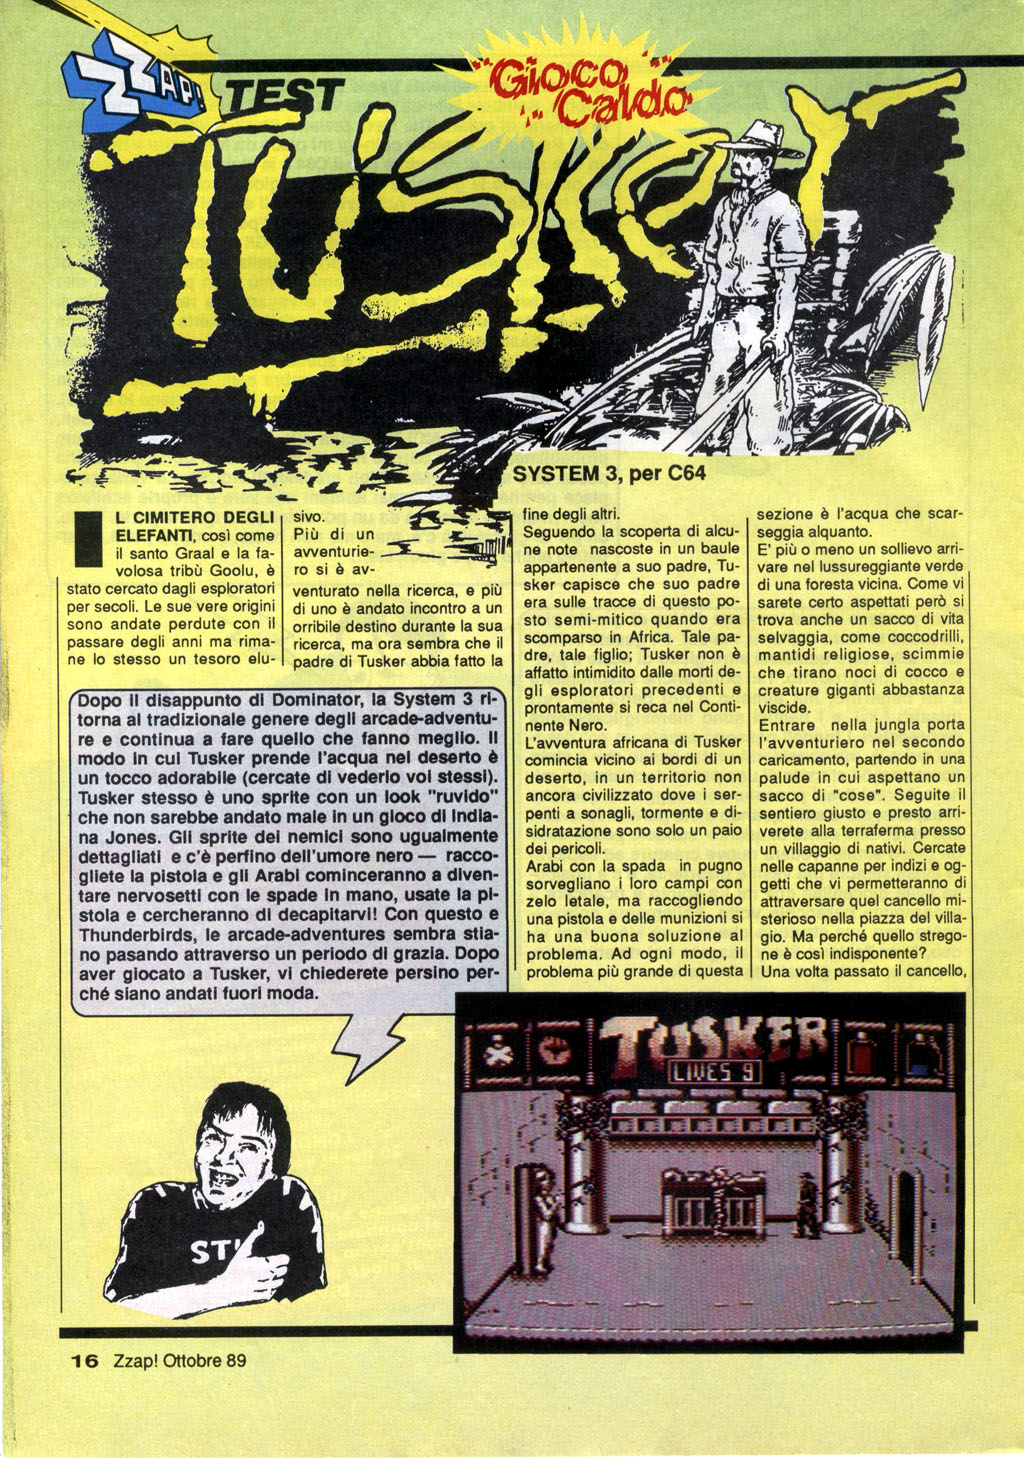 ZZAP!
TEST
Gioco
Caldo
Tusker
SYSTEM 3, per C64
IL CIMITERO DEGLI
ELEFANTI, così come
il santo Graal e la fa-
volosa tribù Goolu, è
stato cercato dagli esploratori
per secoli. Le sue vere origini
sono andate perdute con il
passare degli anni ma rima-
ne lo stesso un tesoro elu-
sivo.
Più di un
avventurie-
ro si è av-
venturato nella ricerca, e più
di uno è andato incontro a un
orribile destino durante la sua
ricerca, ma ora sembra che il
padre di Tusker abbia fatto la
fine degli altri.
Seguendo la scoperta di alcu-
ne note nascoste in un baule
appartenente a suo padre, Tu-
sker capisce che suo padre
era sulle tracce di questo po-
sto semi-mitico quando era
scomparso in Africa. Tale pa-
dre, tale figlio; Tusker non è
affatto intimidito dalle morti de-
gli esploratori precedenti e
prontamente si reca nel Conti-
nente Nero.
L'avventura africana di Tusker
comincia vicino ai bordi di un
deserto, in un territorio non
ancora civilizzato dove i ser-
penti a sonagli, tormente e di-
sidratazione sono solo un paio
dei pericoli.
Arabi con la spada in pugno
sorvegliano i loro campi con
zelo letale, ma raccogliendo
una pistola e delle munizioni si
ha una buona soluzione al
problema. Ad ogni modo, il
problema più grande di questa
sezione è l'acqua che scar-
seggia alquanto.
E' più o meno un sollievo arri-
vare nel lussureggiante verde
di una foresta vicina. Come vi
sarete certo aspettati però si
trova anche un sacco di vita
selvaggia, come coccodrilli,
mantidi religiose, scimmie
che tirano noci di cocco e
creature giganti abbastanza
viscide.
Entrare nella jungla porta
l'avventuriero nel secondo
caricamento, partendo in una
palude in cui aspettano un
sacco di "cose". Seguite il
sentiero giusto e presto arri-
verete alla terraferma presso
un villaggio di nativi. Cercate
nelle capanne per indizi e og-
getti che vi permetteranno di
attraversare quel cancello mi-
sterioso nella piazza del villa-
gio. Ma perché quello strego-
ne è così indisponente?
Una volta passato il cancello,
Dopo il disappunto di Dominator, la System 3 ri-
torna al tradizionale genere degli arcade-adventu-
re e continua a fare quello che fanno meglio. Il
modo in cui Tusker prende l'acqua nel deserto è
un tocco adorabile (cercate di vederlo voi stessi).
Tusker stesso è uno sprite con un look "ruvido"
che non sarebbe andato male in un gioco di India-
na Jones. Gli sprite dei nemici sono ugualmente
dettagliati e c'è perfino dell'umore nero — racco-
gliete la pistola e gli Arabi cominceranno a diven-
tare nervosetti con le spade in mano, usate la pi-
stola e cercheranno di decapitarvi! Con questo e
Thunderbirds, le arcade-adventures sembra stia-
no pasando attraverso un periodo di grazia. Dopo
aver giocato a Tusker, vi chiederete persino per-
ché siano andati fuori moda.
TUSKER
LIVES 9
16 Zzap! Ottobre 89